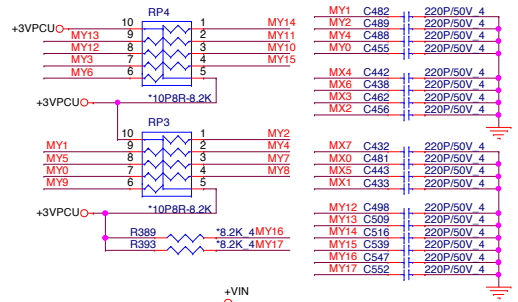 RP4
+3VPCU 10 1 MY14
MY13 9 2 MY11
MY12 8 3 MY10
MY3 7 4 MY15
MY6 6 5
+3VPCU *10P8R-8.2K
RP3
10 1 MY2
MY1 9 2 MY4
MY5 8 3 MY7
MY0 7 4 MY8
MY9 6 5
+3VPCU *10P8R-8.2K
R389 *8.2K_4 MY16
R393 *8.2K_4 MY17
+VIN
MY1 C482 220P/50V_4
MY2 C489 220P/50V_4
MY4 C488 220P/50V_4
MY0 C455 220P/50V_4
MX4 C442 220P/50V_4
MX6 C438 220P/50V_4
MX3 C462 220P/50V_4
MX2 C456 220P/50V_4
MX7 C432 220P/50V_4
MX0 C481 220P/50V_4
MX5 C443 220P/50V_4
MX1 C433 220P/50V_4
MY12 C498 220P/50V_4
MY13 C509 220P/50V_4
MY14 C516 220P/50V_4
MY15 C539 220P/50V_4
MY16 C547 220P/50V_4
MY17 C552 220P/50V_4